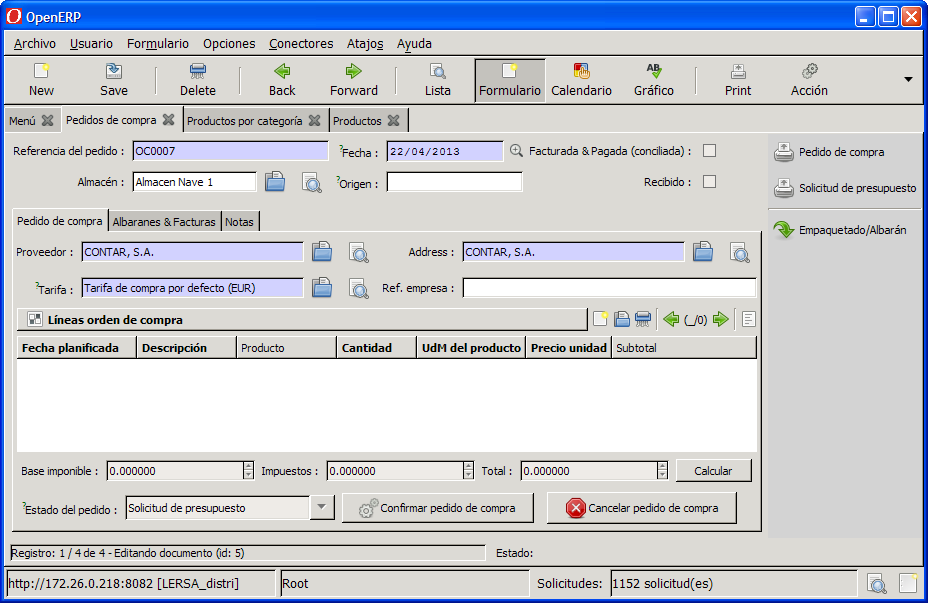 OpenERP
Archivo Usuario Formulario Opciones Conectores Atajos Ayuda
New Save Delete Back Forward Lista Formulario Calendario Gráfico Print Acción
Menú Pedidos de compra Productos por categoría Productos
Referencia del pedido : OC0007 ?Fecha : 22/04/2013 Facturada & Pagada (conciliada) :
Almacén : Almacen Nave 1 ?Origen : Recibido :
Pedido de compra
Solicitud de presupuesto
Empaquetado/Albarán
Pedido de compra Albaranes & Facturas Notas
Proveedor : CONTAR, S.A. Address : CONTAR, S.A.
?Tarifa : Tarifa de compra por defecto (EUR) Ref. empresa :
Líneas orden de compra (_/0)
Fecha planificada Descripción Producto Cantidad UdM del producto Precio unidad Subtotal
Base imponible : 0.000000 Impuestos : 0.000000 Total : 0.000000 Calcular
?Estado del pedido : Solicitud de presupuesto Confirmar pedido de compra Cancelar pedido de compra
Registro: 1 / 4 de 4 - Editando documento (id: 5) Estado:
http://172.26.0.218:8082 [LERSA_distri] Root Solicitudes: 1152 solicitud(es)